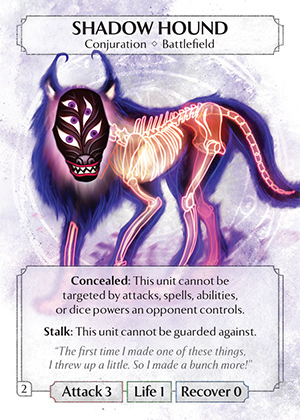 SHADOW HOUND
Conjuration ◇ Battlefield
Concealed: This unit cannot be
targeted by attacks, spells, abilities,
or dice powers an opponent controls.
Stalk: This unit cannot be guarded against.
"The first time I made one of these things,
I threw up a little. So I made a bunch more!"
2
Attack 3
Life 1
Recover 0